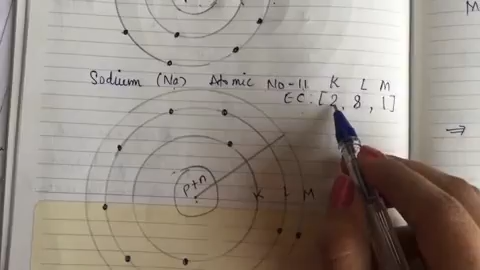 p+n
M
Sodium (Na) Atomic No-11 K L M
EC: [2, 8, 1]
⇒
p+n
K L M